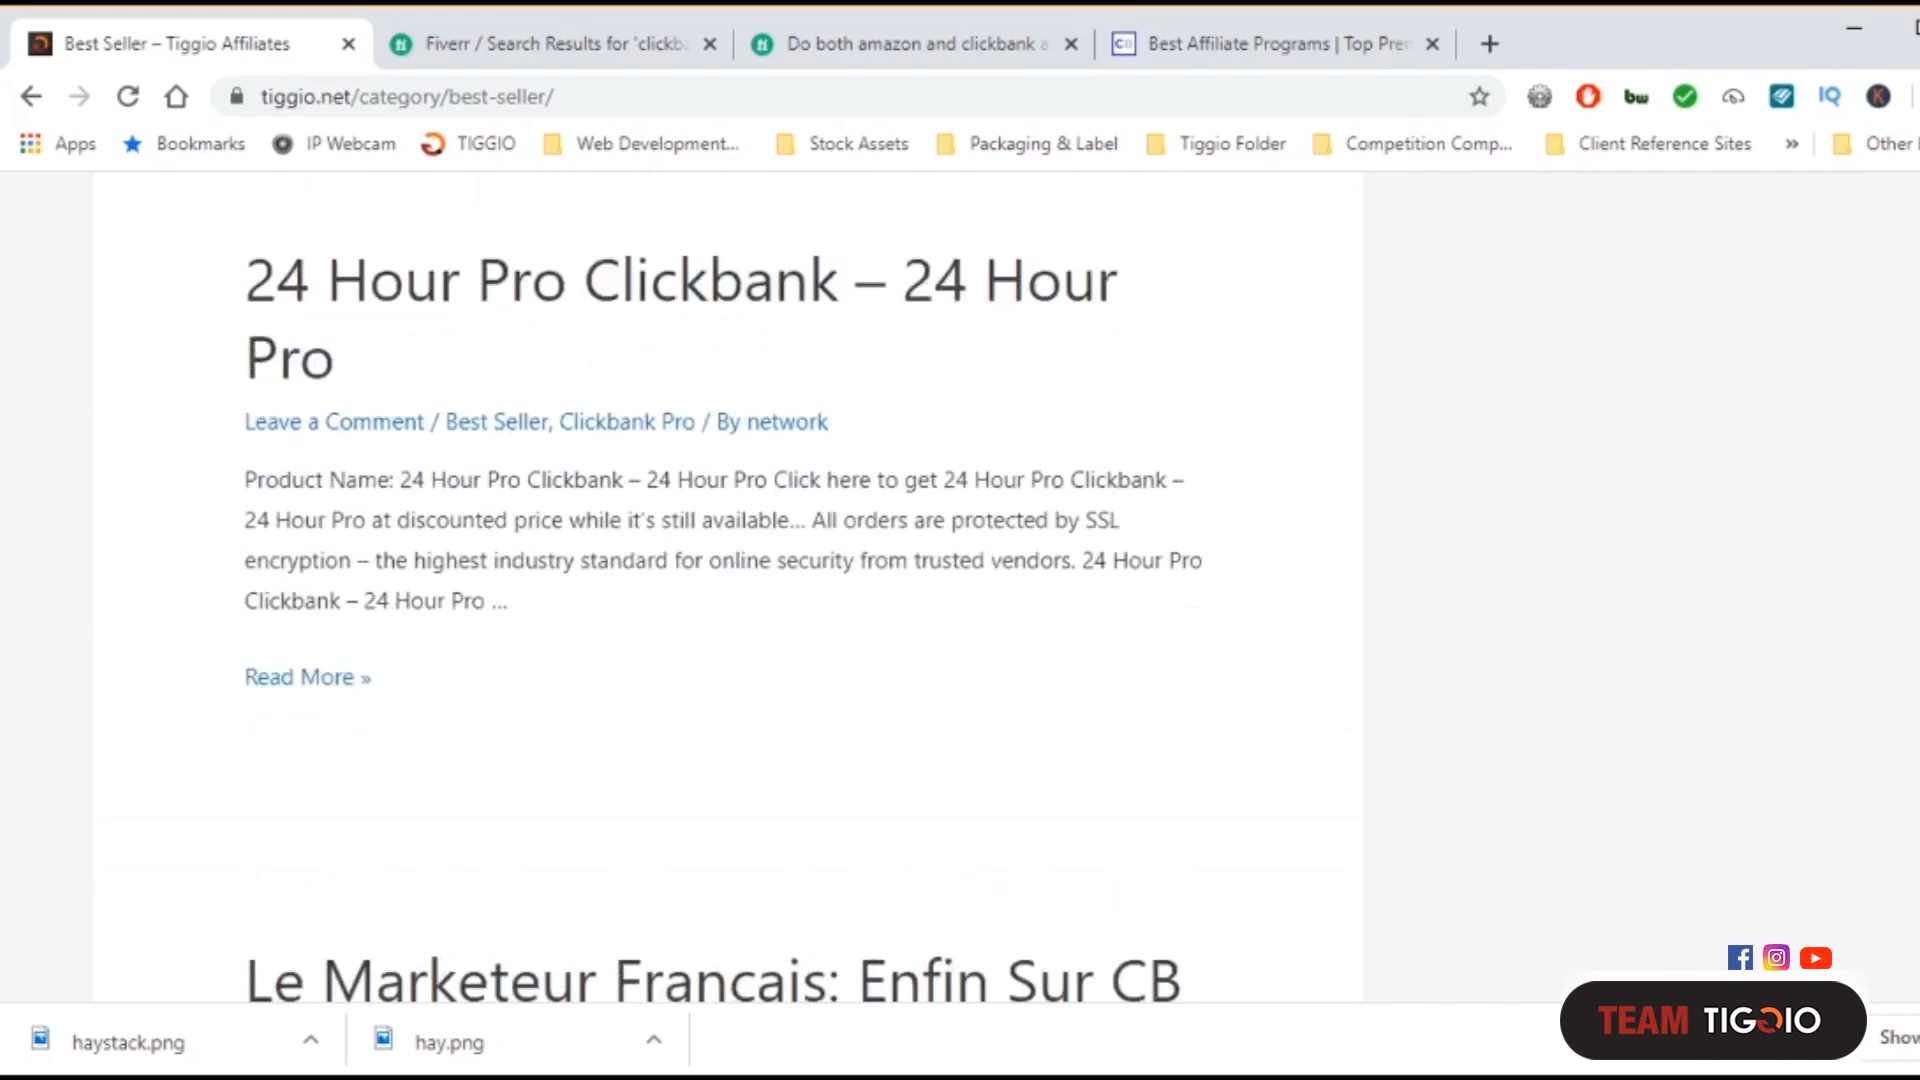 Best Seller – Tiggio Affiliates
Fiverr / Search Results for 'clickba
Do both amazon and clickbank a
CB
Best Affiliate Programs | Top Pren
tiggio.net/category/best-seller/
bw
IQ
K
Apps
Bookmarks
IP Webcam
TIGGIO
Web Development...
Stock Assets
Packaging & Label
Tiggio Folder
Competition Comp...
Client Reference Sites
»
Other
24 Hour Pro Clickbank – 24 Hour
Pro
Leave a Comment / Best Seller, Clickbank Pro / By network
Product Name: 24 Hour Pro Clickbank – 24 Hour Pro Click here to get 24 Hour Pro Clickbank –
24 Hour Pro at discounted price while it's still available... All orders are protected by SSL
encryption – the highest industry standard for online security from trusted vendors. 24 Hour Pro
Clickbank – 24 Hour Pro ...
Read More »
Le Marketeur Francais: Enfin Sur CB
haystack.png
hay.png
TEAM TIGGIO
Show